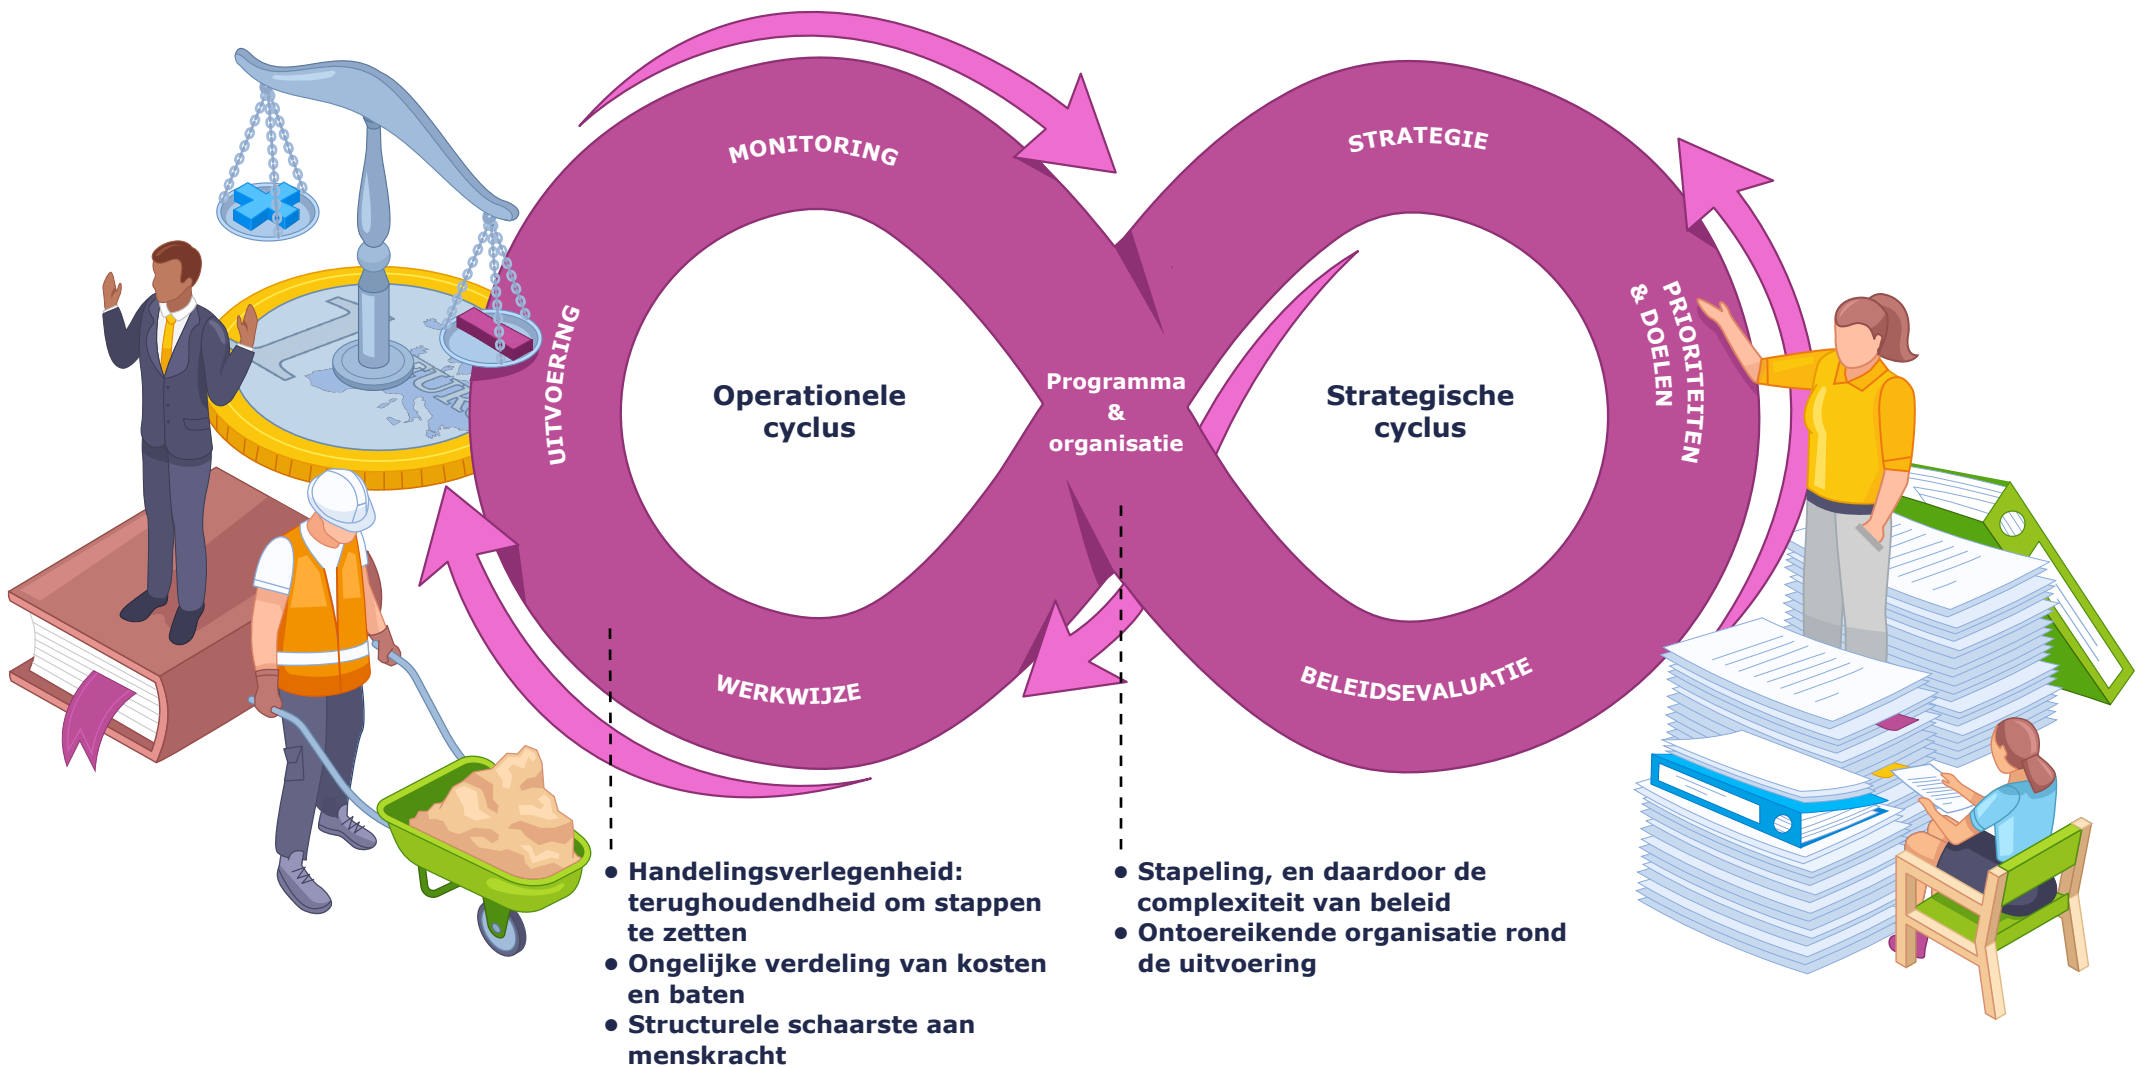 MONITORING
STRATEGIE
UITVOERING
Operationele
cyclus
Programma
&
organisatie
Strategische
cyclus
PRIORITEITEN
& DOELEN
WERKWIJZE
BELEIDSEVALUATIE
• Handelingsverlegenheid:
terughoudendheid om stappen
te zetten
• Ongelijke verdeling van kosten
en baten
• Structurele schaarste aan
menskracht
• Stapeling, en daardoor de
complexiteit van beleid
• Ontoereikende organisatie rond
de uitvoering